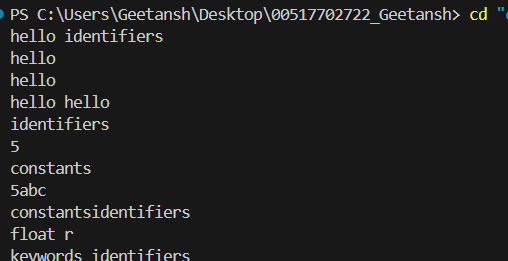 PS C:\Users\Geetansh\Desktop\00517702722_Geetansh> cd "
hello identifiers
hello
hello
hello hello
identifiers
5
constants
5abc
constantsidentifiers
float r
keywords identifiers